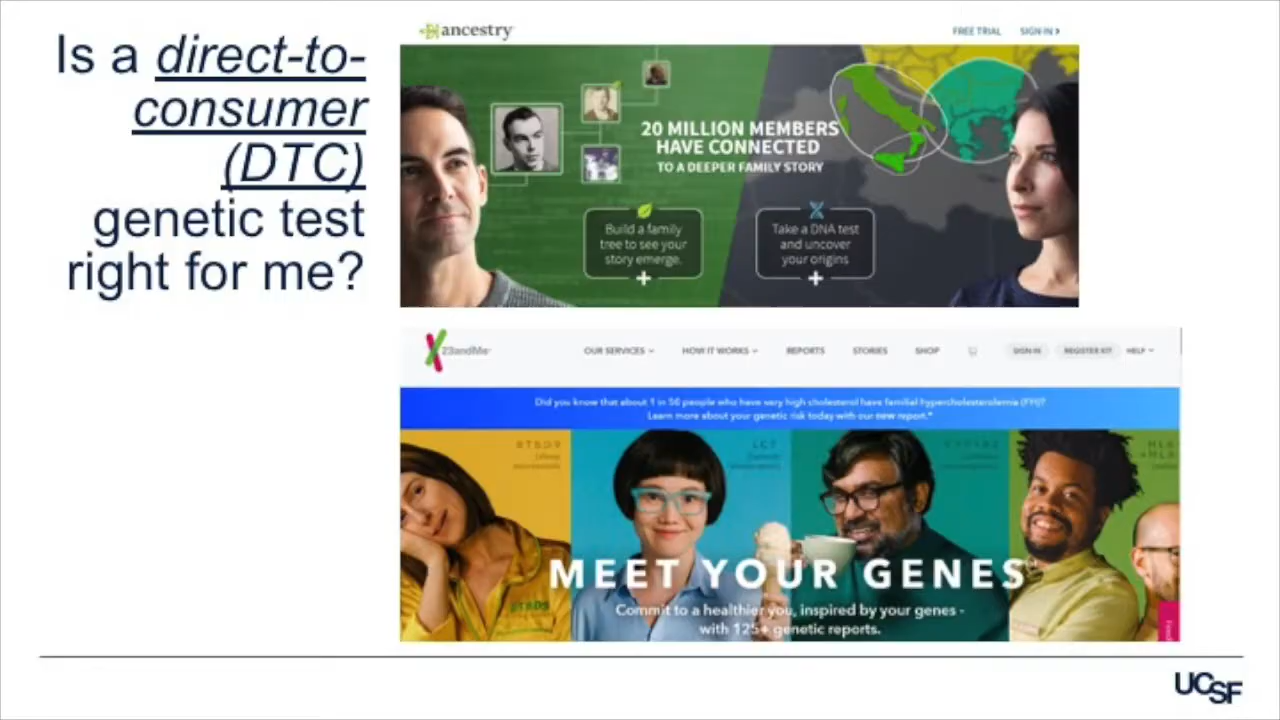 Is a direct-to-
consumer
(DTC)
genetic test
right for me?
ancestry
FREE TRIAL
SIGN IN
20 MILLION MEMBERS
HAVE CONNECTED
TO A DEEPER FAMILY STORY
Build a family
tree to see your
story emerge.
Take a DNA test
and uncover
your origins
23andMe
OUR SERVICES
HOW IT WORKS
REPORTS
STORIES
SHOP
SIGN IN
REGISTER KIT
HELP
Did you know that about 1 in 56 people who have very high cholesterol have familial hypercholesterolemia (FH)?
Learn more about your genetic risk today with our new report.*
BTBD9
LCT
MEET YOUR GENES
Commit to a healthier you, inspired by your genes -
with 125+ genetic reports.
UCSF